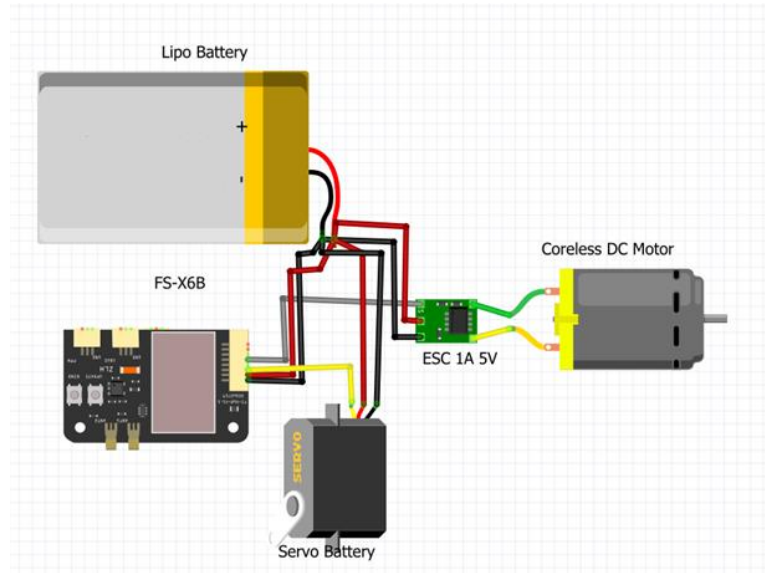 Lipo Battery
+
-
Coreless DC Motor
FS-X6B
ESC 1A 5V
SERVO
Servo Battery